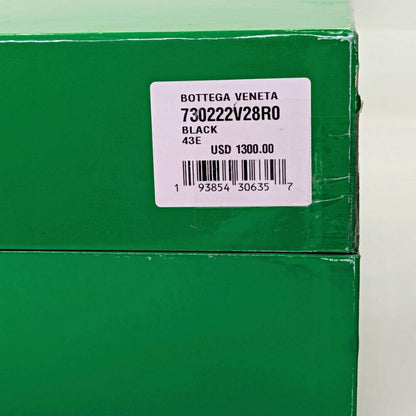 BOTTEGA VENETA
730222V28R0
BLACK
43E
USD 1300.00
1 93854 30635 7